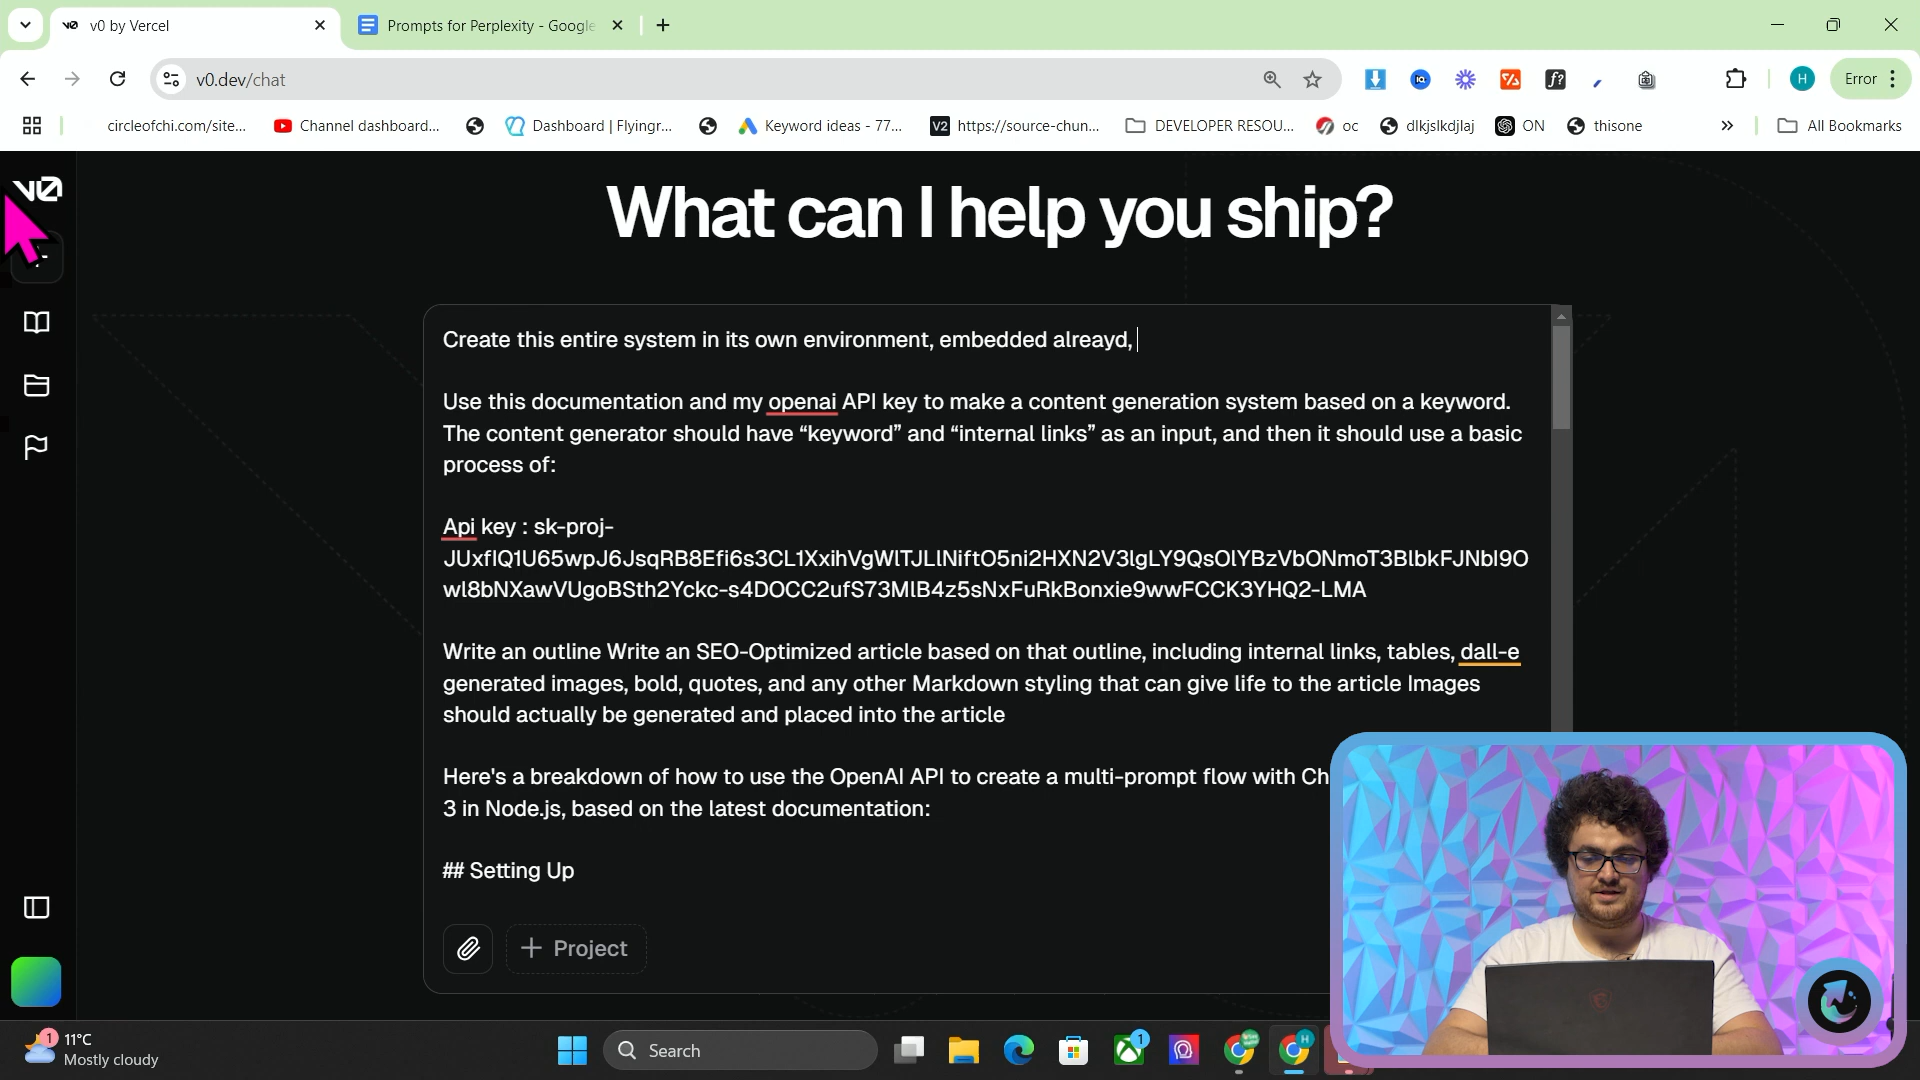 v0 by Vercel
Prompts for Perplexity - Google
v0.dev/chat
H
Error
circleofchi.com/site...
Channel dashboard...
Dashboard | Flyingr...
Keyword ideas - 77...
https://source-chun...
DEVELOPER RESOU...
oc
dlkjslkdjlaj
ON
thisone
All Bookmarks
v0
What can I help you ship?
Create this entire system in its own environment, embedded alreayd,
Use this documentation and my openai API key to make a content generation system based on a keyword.
The content generator should have “keyword” and “internal links” as an input, and then it should use a basic
process of:
Api key : sk-proj-
Write an outline Write an SEO-Optimized article based on that outline, including internal links, tables, dall-e
generated images, bold, quotes, and any other Markdown styling that can give life to the article Images
should actually be generated and placed into the article
Here's a breakdown of how to use the OpenAI API to create a multi-prompt flow with Ch
3 in Node.js, based on the latest documentation:
## Setting Up
+ Project
1
11°C
Mostly cloudy
Search
1
H